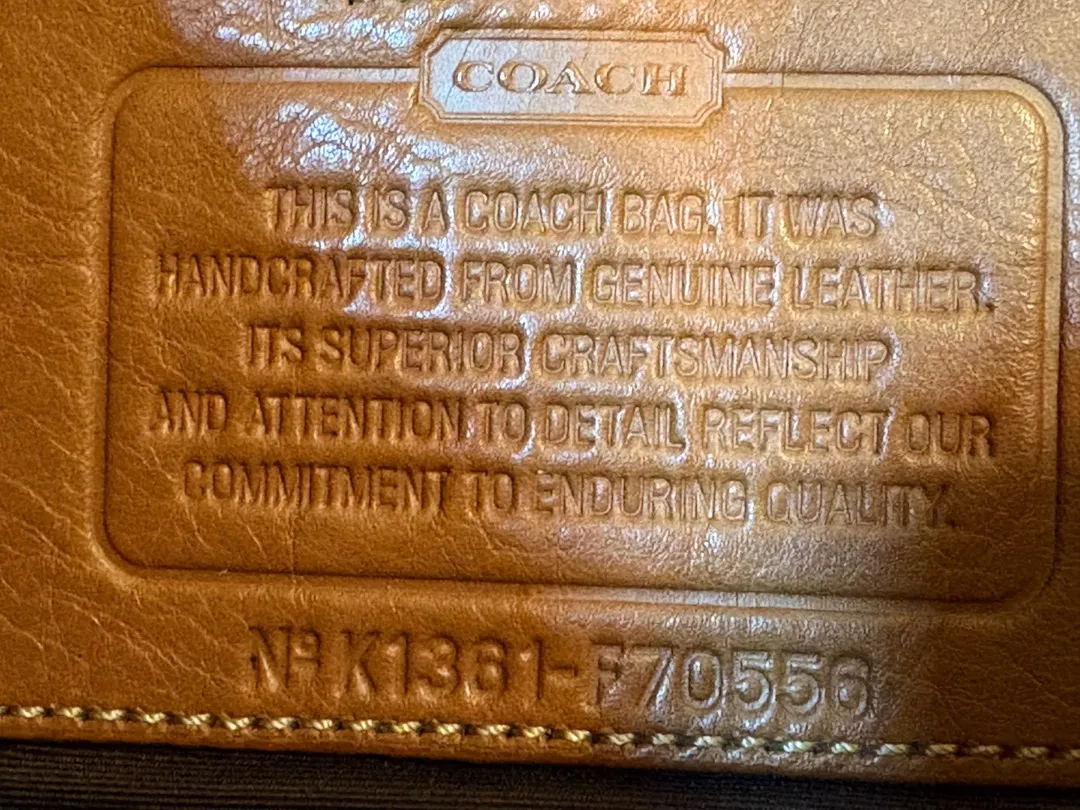 COACH
THIS IS A COACH BAG. IT WAS
HANDCRAFTED FROM GENUINE LEATHER.
ITS SUPERIOR CRAFTSMANSHIP
AND ATTENTION TO DETAIL REFLECT OUR
COMMITMENT TO ENDURING QUALITY.
Nº K1361-F70556